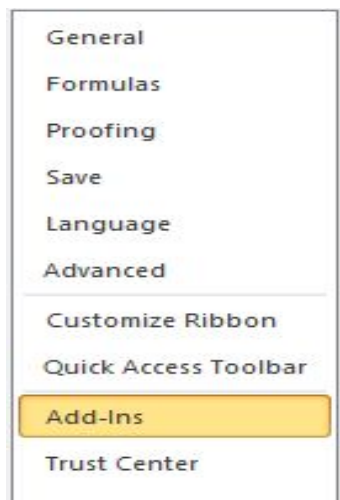 General
Formulas
Proofing
Save
Language
Advanced
Customize Ribbon
Quick Access Toolbar
Add-Ins
Trust Center